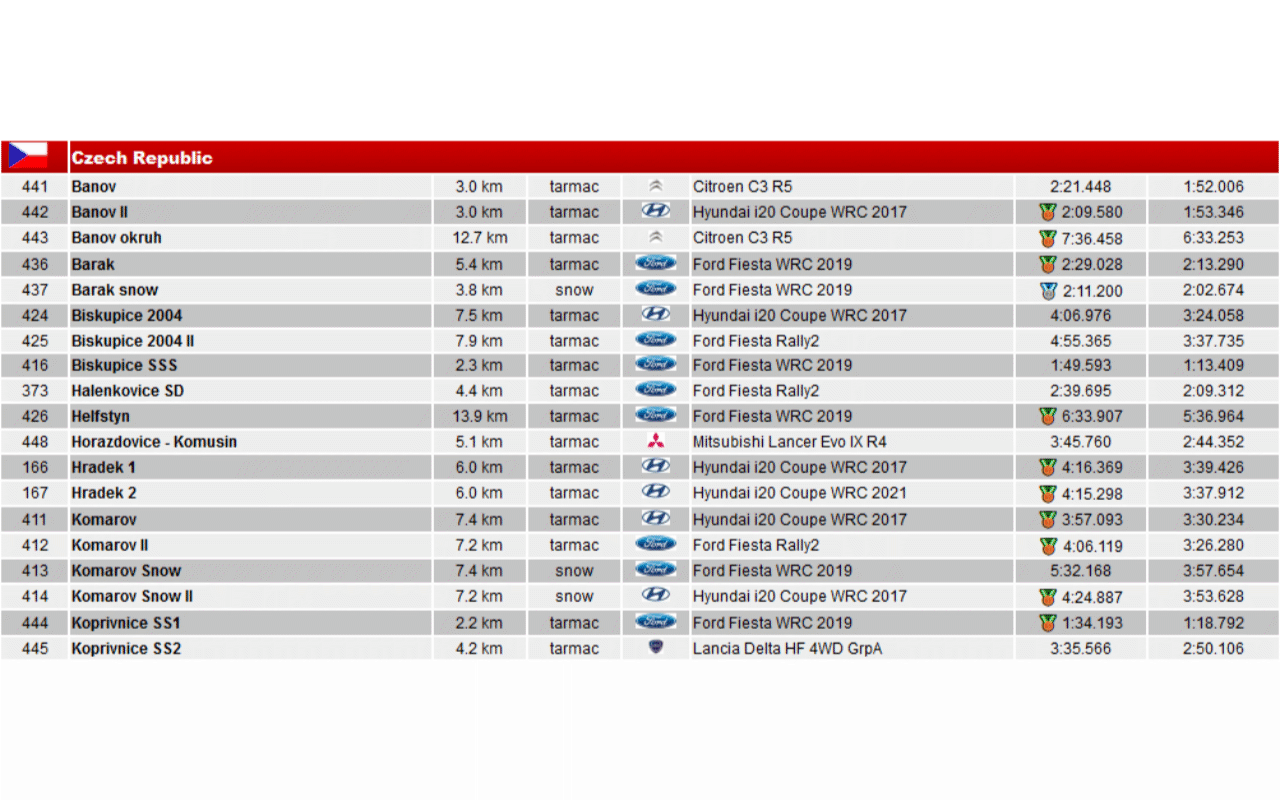 Czech Republic
441 Banov 3.0 km tarmac Citroen C3 R5 2:21.448 1:52.006
442 Banov II 3.0 km tarmac Hyundai i20 Coupe WRC 2017 2:09.580 1:53.346
443 Banov okruh 12.7 km tarmac Citroen C3 R5 7:36.458 6:33.253
436 Barak 5.4 km tarmac Ford Ford Fiesta WRC 2019 2:29.028 2:13.290
437 Barak snow 3.8 km snow Ford Ford Fiesta WRC 2019 2:11.200 2:02.674
424 Biskupice 2004 7.5 km tarmac Hyundai i20 Coupe WRC 2017 4:06.976 3:24.058
425 Biskupice 2004 II 7.9 km tarmac Ford Ford Fiesta Rally2 4:55.365 3:37.735
416 Biskupice SSS 2.3 km tarmac Ford Ford Fiesta WRC 2019 1:49.593 1:13.409
373 Halenkovice SD 4.4 km tarmac Ford Ford Fiesta Rally2 2:39.695 2:09.312
426 Helfstyn 13.9 km tarmac Ford Ford Fiesta WRC 2019 6:33.907 5:36.964
448 Horazdovice - Komusin 5.1 km tarmac Mitsubishi Lancer Evo IX R4 3:45.760 2:44.352
166 Hradek 1 6.0 km tarmac Hyundai i20 Coupe WRC 2017 4:16.369 3:39.426
167 Hradek 2 6.0 km tarmac Hyundai i20 Coupe WRC 2021 4:15.298 3:37.912
411 Komarov 7.4 km tarmac Hyundai i20 Coupe WRC 2017 3:57.093 3:30.234
412 Komarov II 7.2 km tarmac Ford Ford Fiesta Rally2 4:06.119 3:26.280
413 Komarov Snow 7.4 km snow Ford Ford Fiesta WRC 2019 5:32.168 3:57.654
414 Komarov Snow II 7.2 km snow Hyundai i20 Coupe WRC 2017 4:24.887 3:53.628
444 Koprivnice SS1 2.2 km tarmac Ford Ford Fiesta WRC 2019 1:34.193 1:18.792
445 Koprivnice SS2 4.2 km tarmac Lancia Delta HF 4WD GrpA 3:35.566 2:50.106